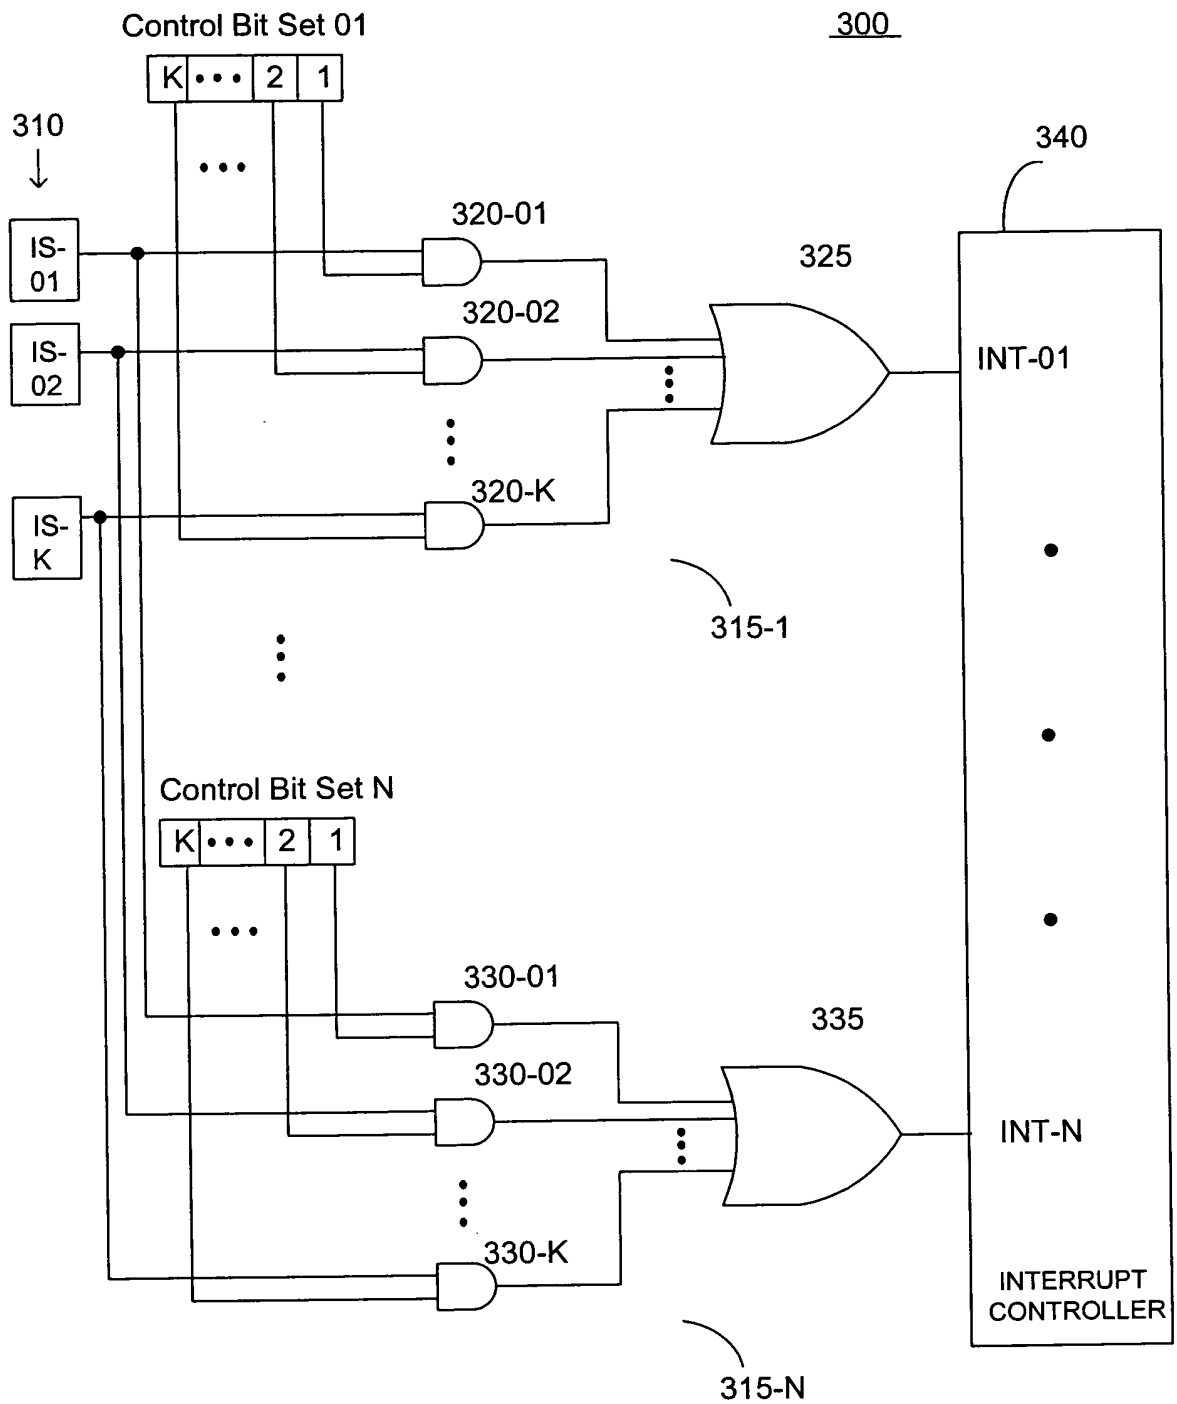 Control Bit Set 01
300
K ••• 2 1
310
340
•••
320-01
IS-
01
325
320-02
IS-
02
INT-01
320-K
IS-
K
315-1
Control Bit Set N
K ••• 2 1
•••
330-01
335
330-02
INT-N
330-K
INTERRUPT
CONTROLLER
315-N